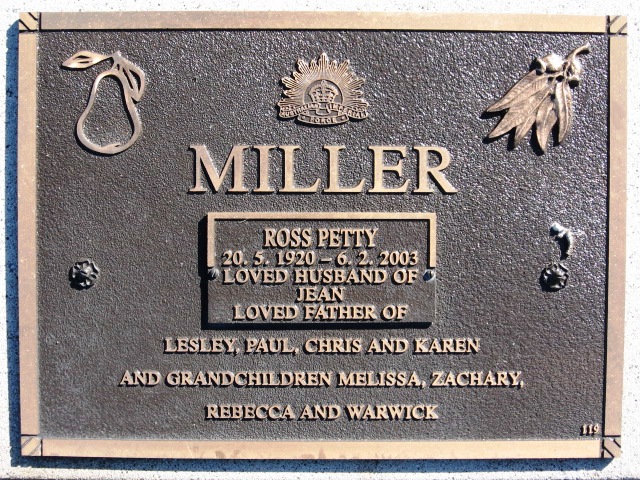 MILLER
ROSS PETTY
20. 5. 1920 – 6. 2. 2003
LOVED HUSBAND OF
JEAN
LOVED FATHER OF
LESLEY, PAUL, CHRIS AND KAREN
AND GRANDCHILDREN MELISSA, ZACHARY,
REBECCA AND WARWICK
119